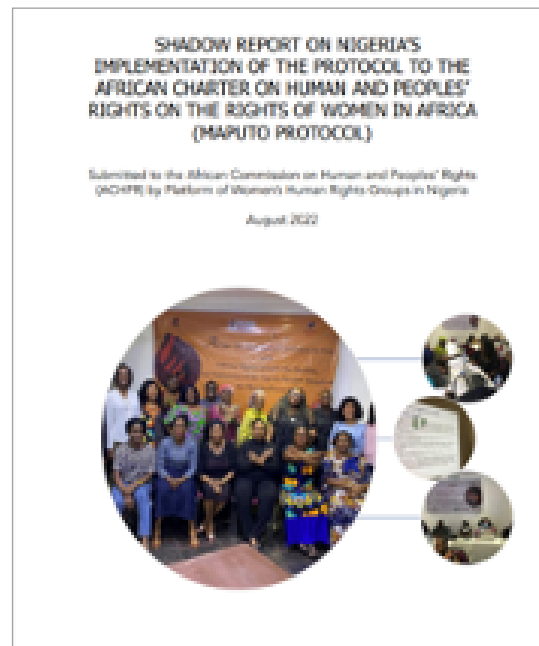 SHADOW REPORT ON NIGERIA'S
IMPLEMENTATION OF THE PROTOCOL TO THE
AFRICAN CHARTER ON HUMAN AND PEOPLES'
RIGHTS ON THE RIGHTS OF WOMEN IN AFRICA
(MAPUTO PROTOCOL)
Submitted to the African Commission on Human and Peoples' Rights
(ACHPR) by Platform of Women's Human Rights Groups in Nigeria
August 2022